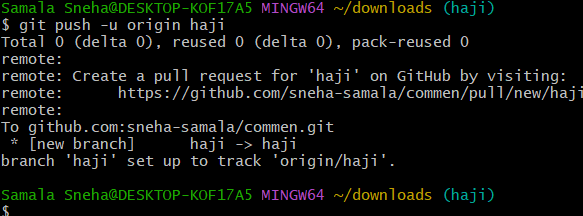 Samala Sneha@DESKTOP-KOF17A5 MINGW64 ~/downloads (haji)
$ git push -u origin haji
Total 0 (delta 0), reused 0 (delta 0), pack-reused 0
remote:
remote: Create a pull request for 'haji' on GitHub by visiting:
remote:      https://github.com/sneha-samala/commen/pull/new/haji
remote:
To github.com:sneha-samala/commen.git
 * [new branch]      haji -> haji
branch 'haji' set up to track 'origin/haji'.
Samala Sneha@DESKTOP-KOF17A5 MINGW64 ~/downloads (haji)
$